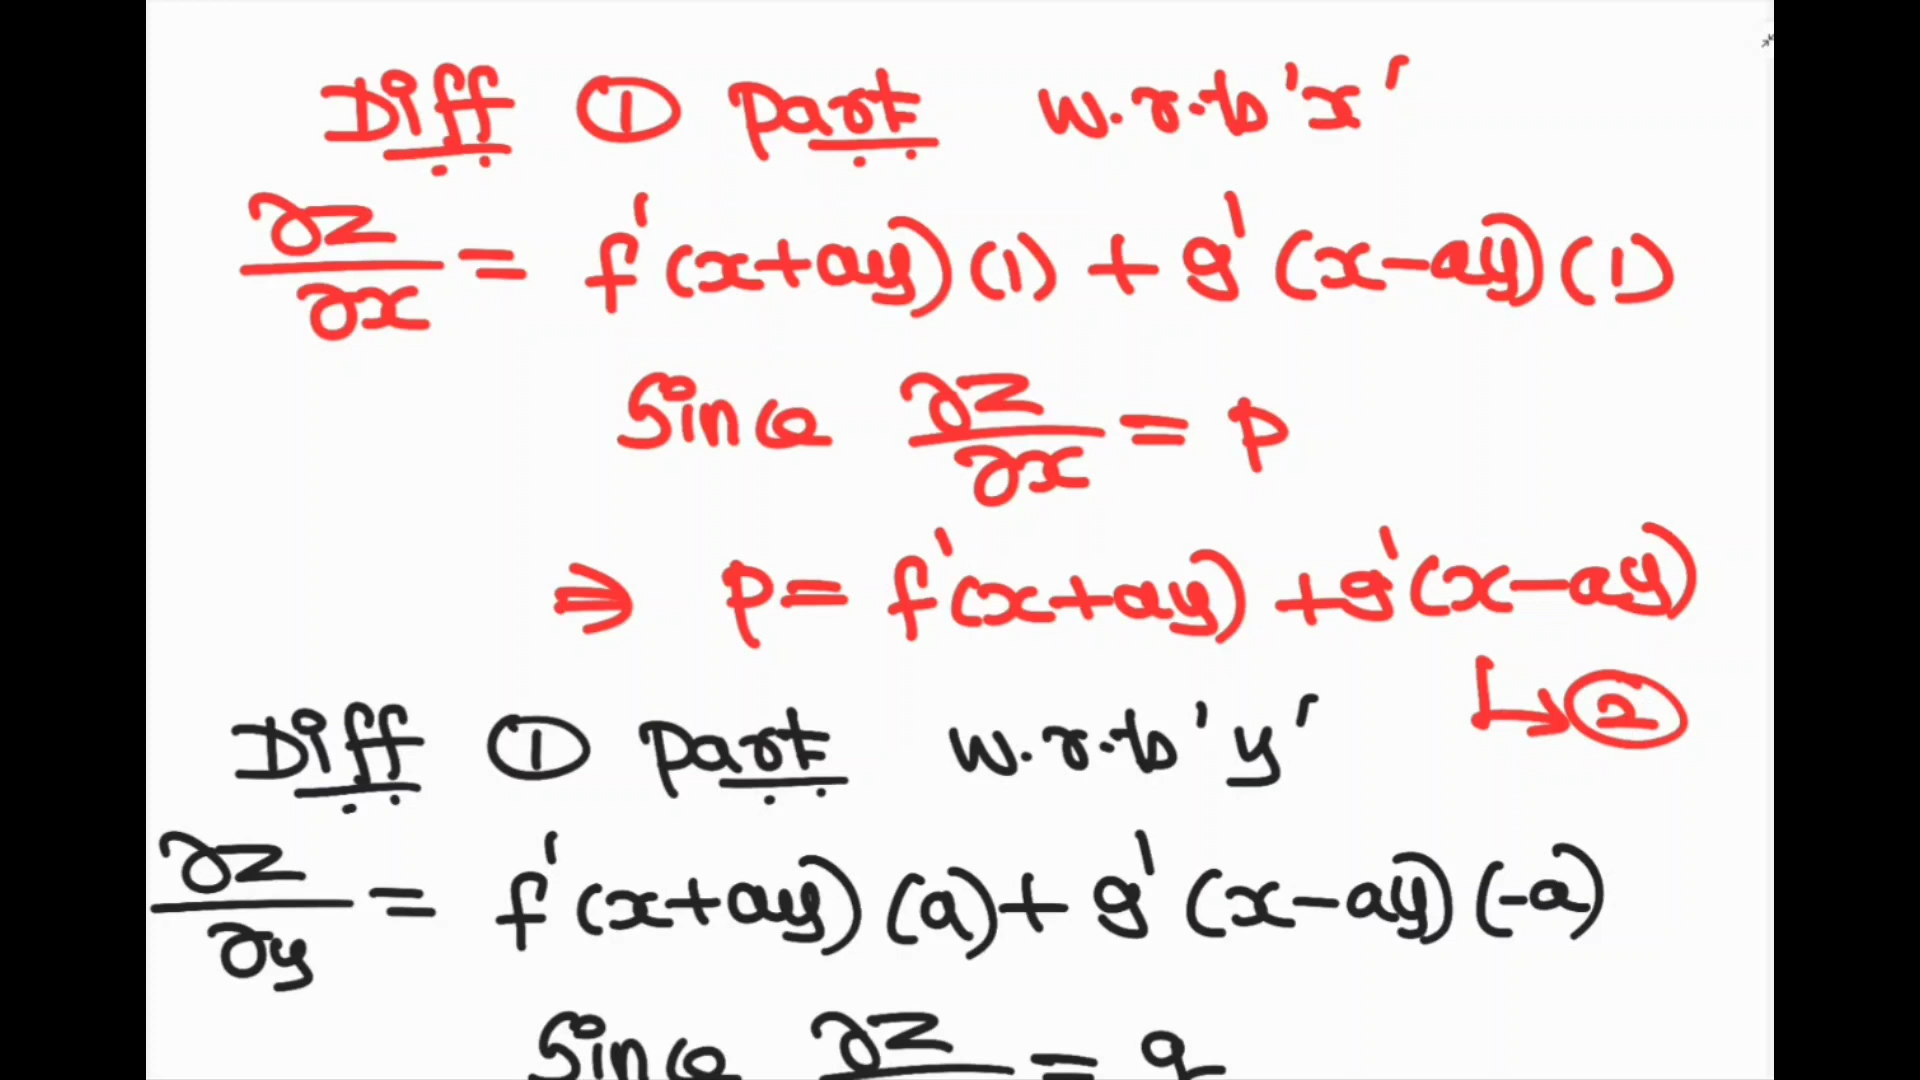 Diff ① part w.r.to 'x'
∂z/∂x = f'(x+ay)(1) + g'(x-ay)(1)
Since ∂z/∂x = p
⇒ p = f'(x+ay) + g'(x-ay)
↳ ②
Diff ① part w.r.to 'y'
∂z/∂y = f'(x+ay)(a) + g'(x-ay)(-a)
Since ∂z = q